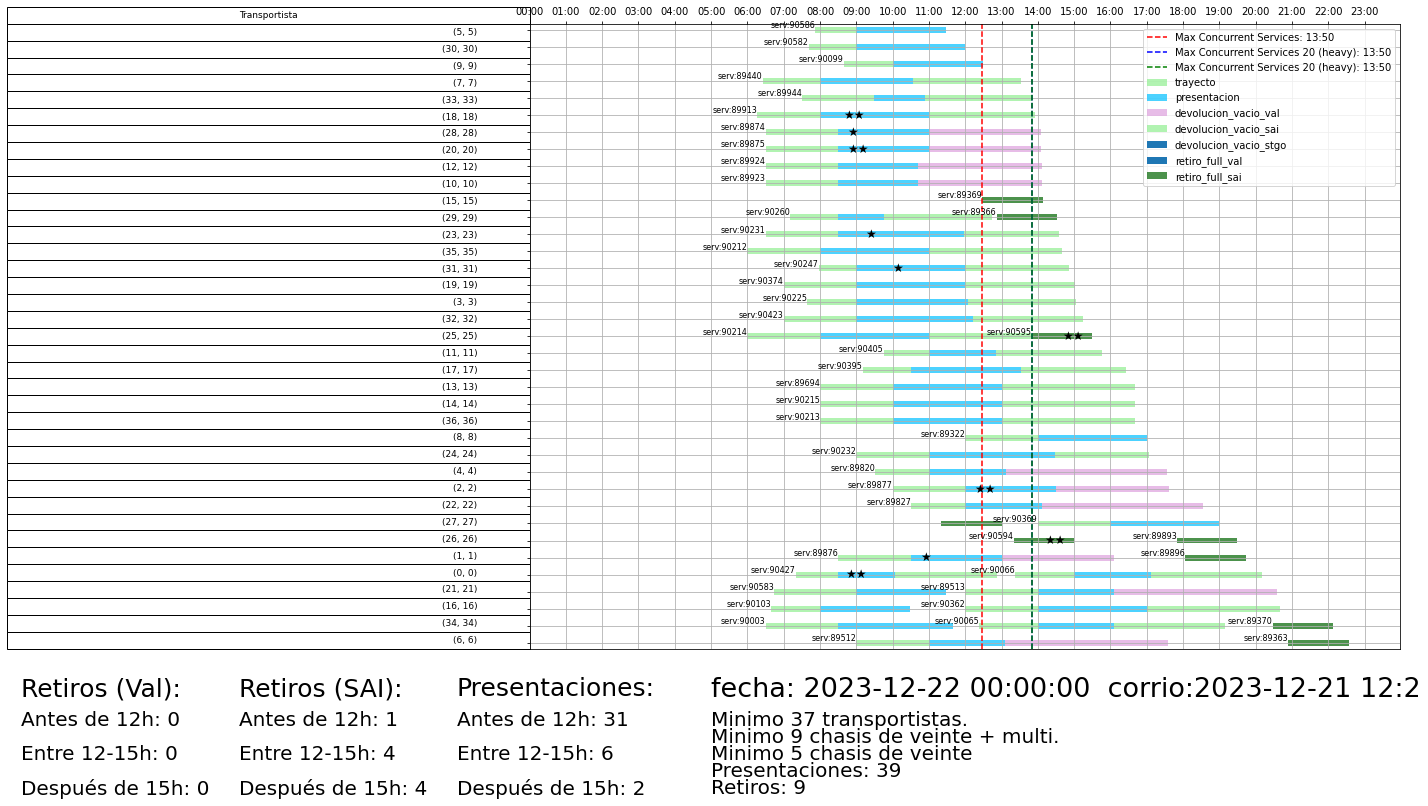 Transportista
00:00 01:00 02:00 03:00 04:00 05:00 06:00 07:00 08:00 09:00 10:00 11:00 12:00 13:00 14:00 15:00 16:00 17:00 18:00 19:00 20:00 21:00 22:00 23:00
(5, 5) serv:90586
(30, 30) serv:90582
(9, 9) serv:90099
(7, 7) serv:89440
(33, 33) serv:89944
(18, 18) serv:89913
(28, 28) serv:89874
(20, 20) serv:89875
(12, 12) serv:89924
(10, 10) serv:89923
(15, 15) serv:89369
(29, 29) serv:90260 serv:89366
(23, 23) serv:90231
(35, 35) serv:90212
(31, 31) serv:90247
(19, 19) serv:90374
(3, 3) serv:90225
(32, 32) serv:90423
(25, 25) serv:90214 serv:90595
(11, 11) serv:90405
(17, 17) serv:90395
(13, 13) serv:89694
(14, 14) serv:90215
(36, 36) serv:90213
(8, 8) serv:89322
(24, 24) serv:90232
(4, 4) serv:89820
(2, 2) serv:89877
(22, 22) serv:89827
(27, 27) serv:90369
(26, 26) serv:90594 serv:89893
(1, 1) serv:89876 serv:89896
(0, 0) serv:90427 serv:90066
(21, 21) serv:90583 serv:89513
(16, 16) serv:90103 serv:90362
(34, 34) serv:90003 serv:90065 serv:89370
(6, 6) serv:89512 serv:89363
Max Concurrent Services: 13:50
Max Concurrent Services 20 (heavy): 13:50
Max Concurrent Services 20 (heavy): 13:50
trayecto
presentacion
devolucion_vacio_val
devolucion_vacio_sai
devolucion_vacio_stgo
retiro_full_val
retiro_full_sai
Retiros (Val):
Antes de 12h: 0
Entre 12-15h: 0
Después de 15h: 0
Retiros (SAI):
Antes de 12h: 1
Entre 12-15h: 4
Después de 15h: 4
Presentaciones:
Antes de 12h: 31
Entre 12-15h: 6
Después de 15h: 2
fecha: 2023-12-22 00:00:00 corrio:2023-12-21 12:2
Minimo 37 transportistas.
Minimo 9 chasis de veinte + multi.
Minimo 5 chasis de veinte
Presentaciones: 39
Retiros: 9